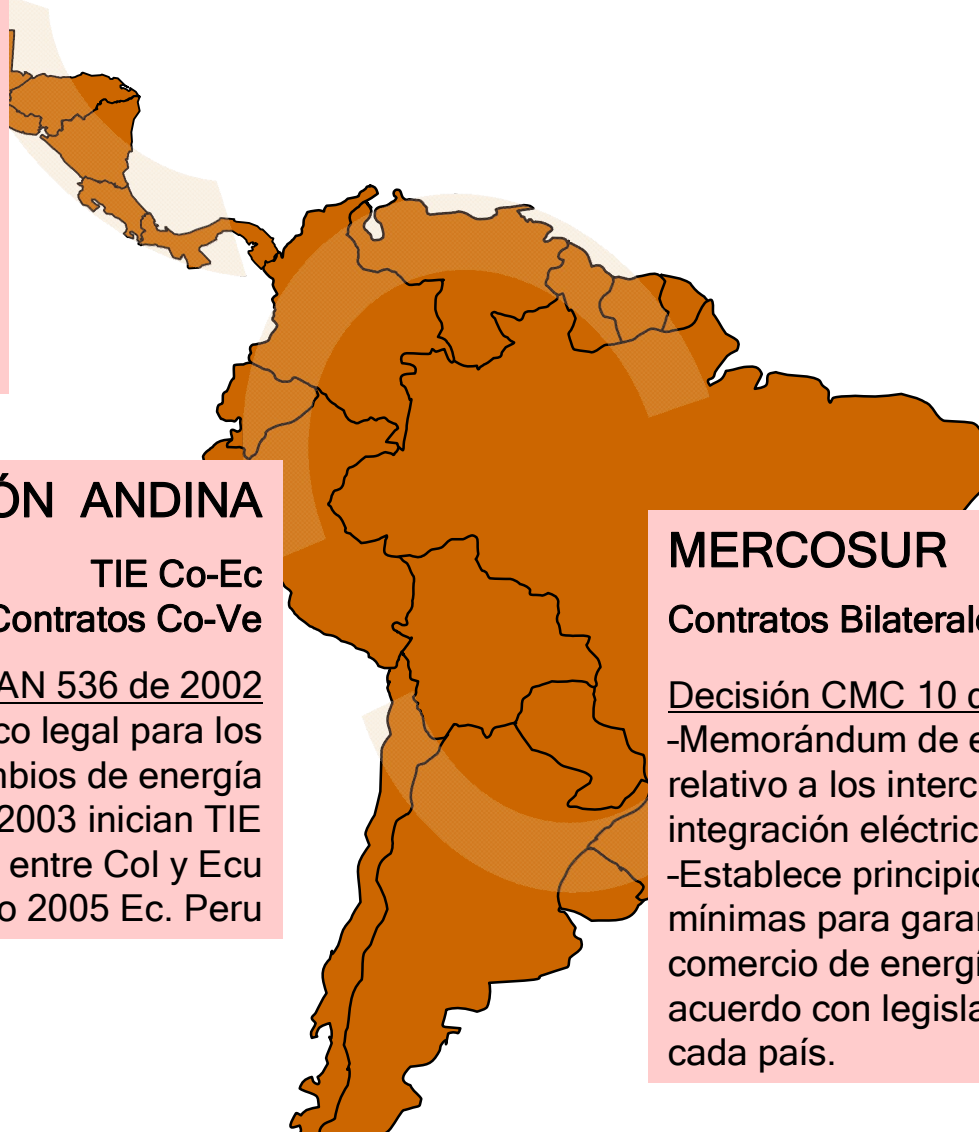 ÓN ANDINA
TIE Co-Ec
Contratos Co-Ve
AN 536 de 2002
co legal para los
mbios de energía
2003 inician TIE
entre Col y Ecu
o 2005 Ec. Peru
MERCOSUR
Contratos Bilaterale
Decisión CMC 10 d
-Memorándum de e
relativo a los interc
integración eléctric
-Establece principio
mínimas para garan
comercio de energí
acuerdo con legisla
cada país.